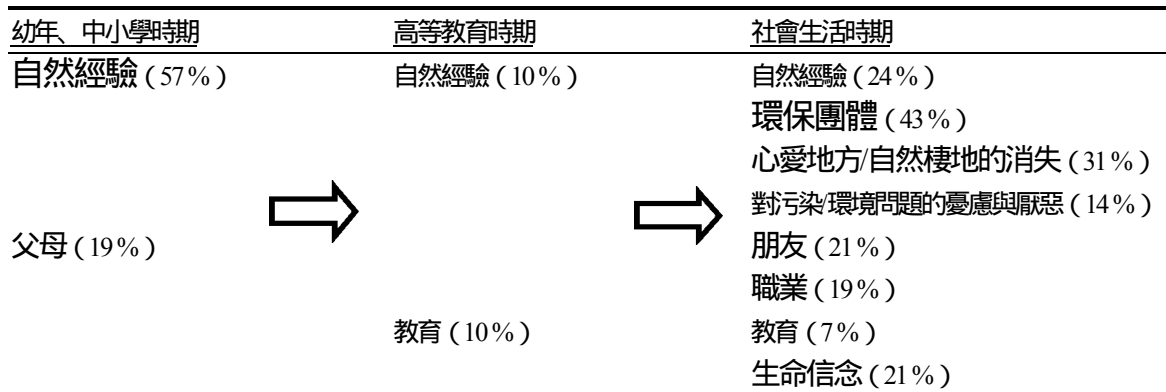 幼年、中小學時期 高等教育時期 社會生活時期
自然經驗(57%) 自然經驗(10%) 自然經驗(24%)
環保團體(43%)
心愛地方/自然棲地的消失(31%)
對污染/環境問題的憂慮與厭惡(14%)
父母(19%) 朋友(21%)
職業(19%)
教育(10%) 教育(7%)
生命信念(21%)